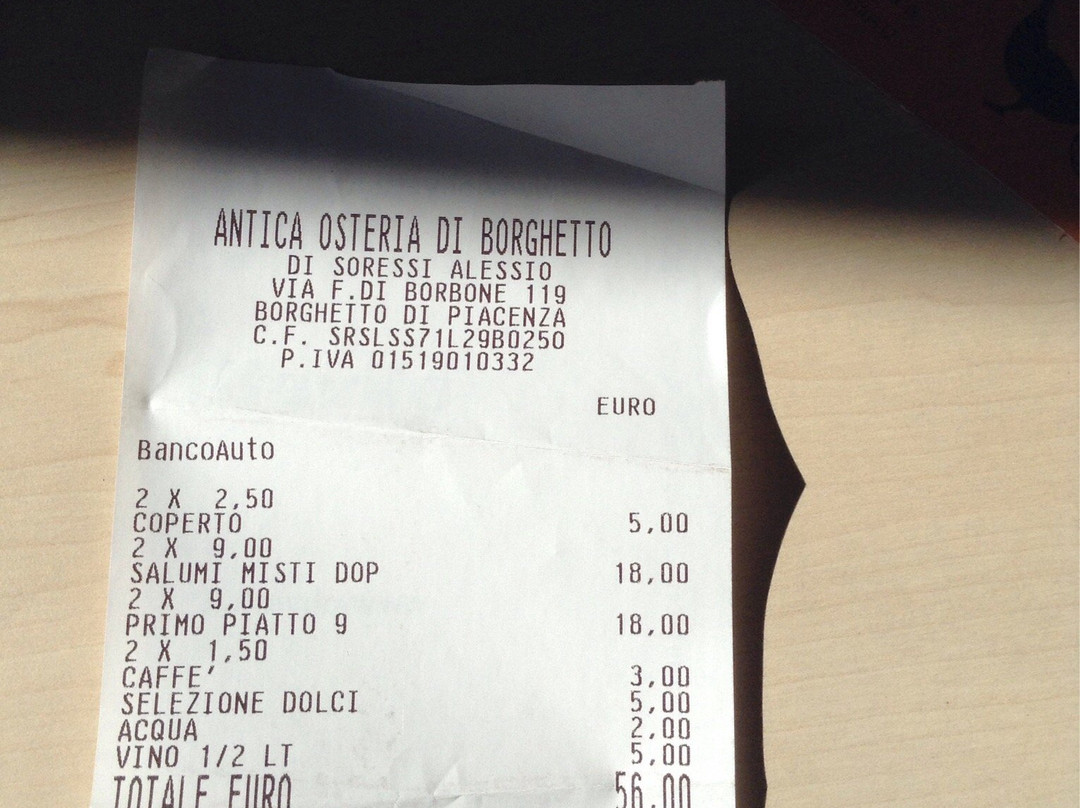 ANTICA OSTERIA DI BORGHETTO
DI SORESSI ALESSIO
VIA F.DI BORBONE 119
BORGHETTO DI PIACENZA
C.F. SRSLSS71L29B025O
P.IVA 01519010332
EURO
BancoAuto
2 X 2,50
COPERTO 5,00
2 X 9,00
SALUMI MISTI DOP 18,00
2 X 9,00
PRIMO PIATTO 9 18,00
2 X 1,50
CAFFE' 3,00
SELEZIONE DOLCI 5,00
ACQUA 2,00
VINO 1/2 LT 5,00
TOTALE EURO 56,00